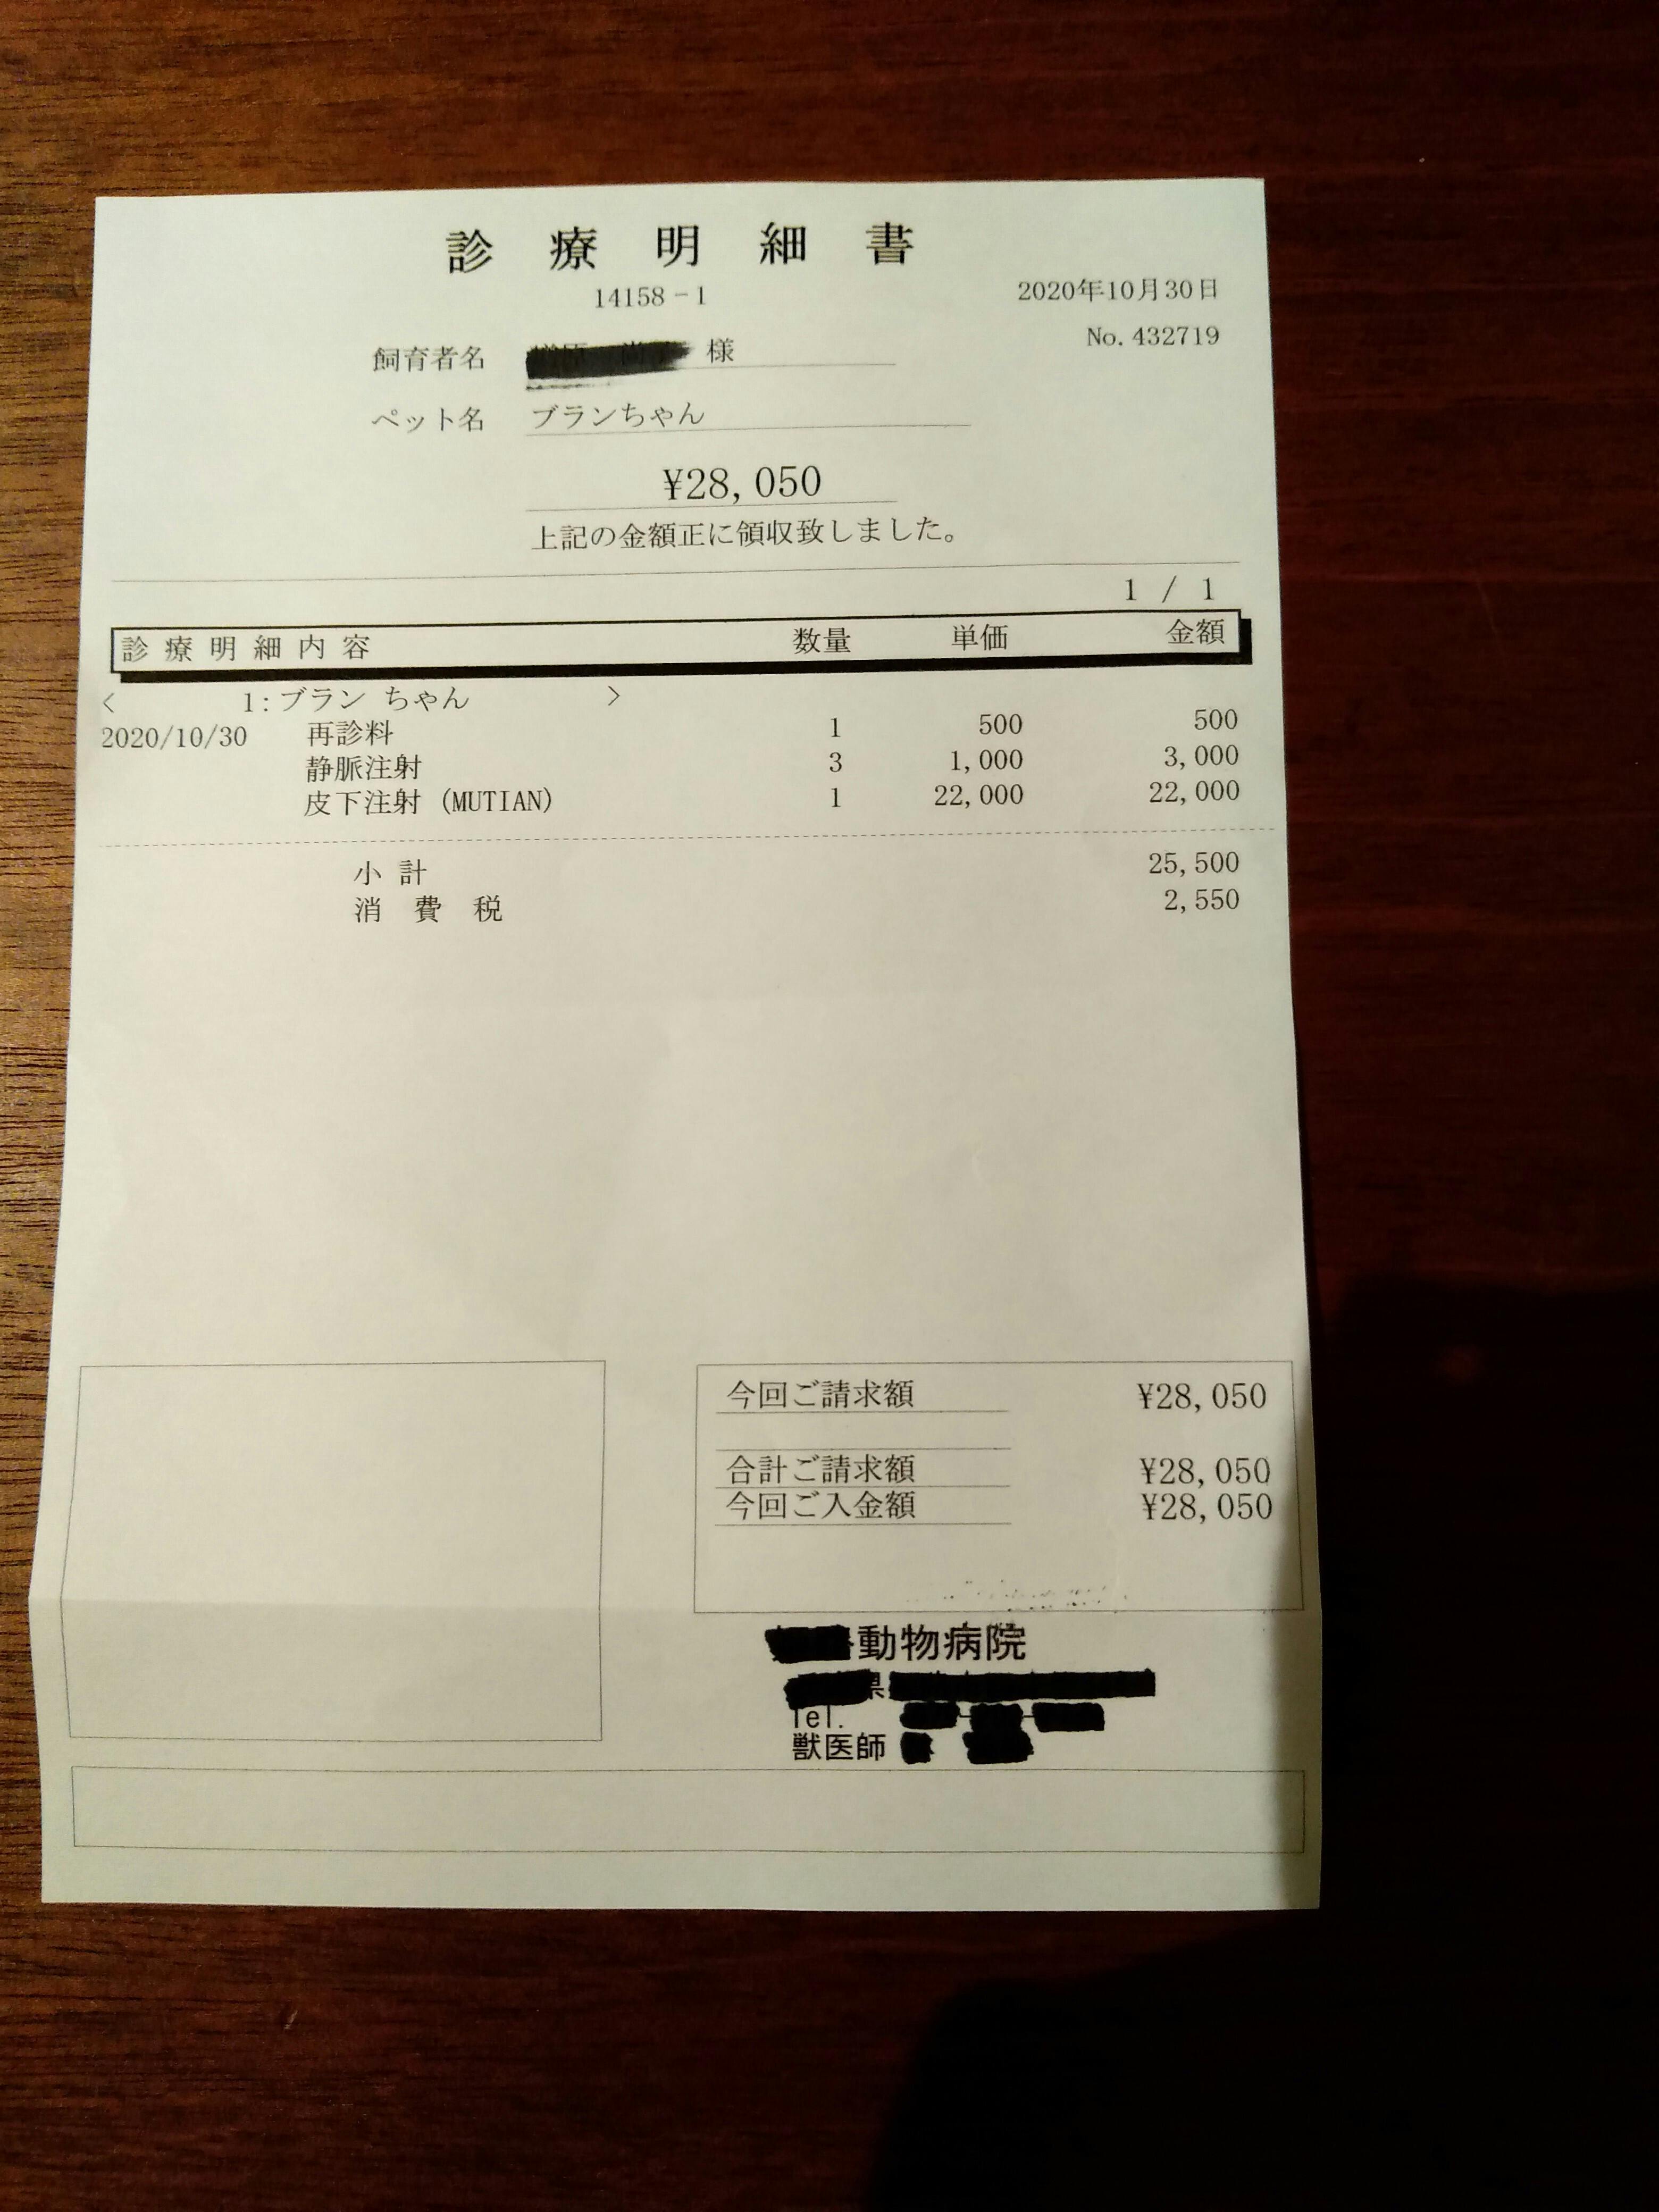 診療明細書
14158-1
2020年10月30日
No. 432719
飼育者名 様
ペット名 ブランちゃん
¥28,050
上記の金額正に領収致しました。
1 / 1
診療明細内容 数量 単価 金額
< 1:ブラン ちゃん >
2020/10/30 再診料 1 500 500
静脈注射 3 1,000 3,000
皮下注射 (MUTIAN) 1 22,000 22,000
小計 25,500
消費税 2,550
今回ご請求額 ¥28,050
合計ご請求額 ¥28,050
今回ご入金額 ¥28,050
動物病院
県
Tel.
獣医師